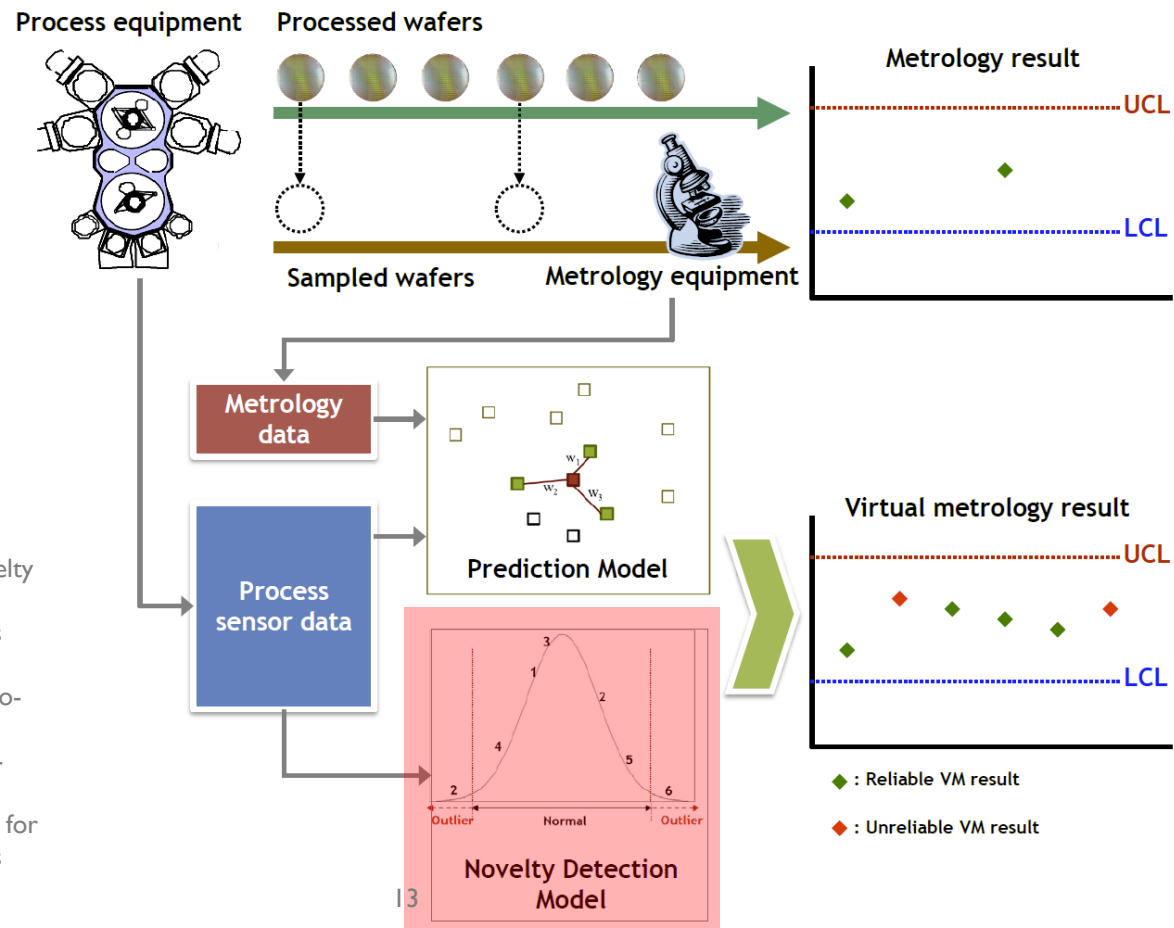 Process equipment
Processed wafers
Metrology result
UCL
LCL
Sampled wafers
Metrology equipment
Metrology
data
w1
w2
w3
Prediction Model
Process
sensor data
Virtual metrology result
UCL
LCL
3
1
2
4
5
2
6
Outlier
Normal
Outlier
Novelty Detection
Model
: Reliable VM result
: Unreliable VM result
elty
s
o-
for
s
13